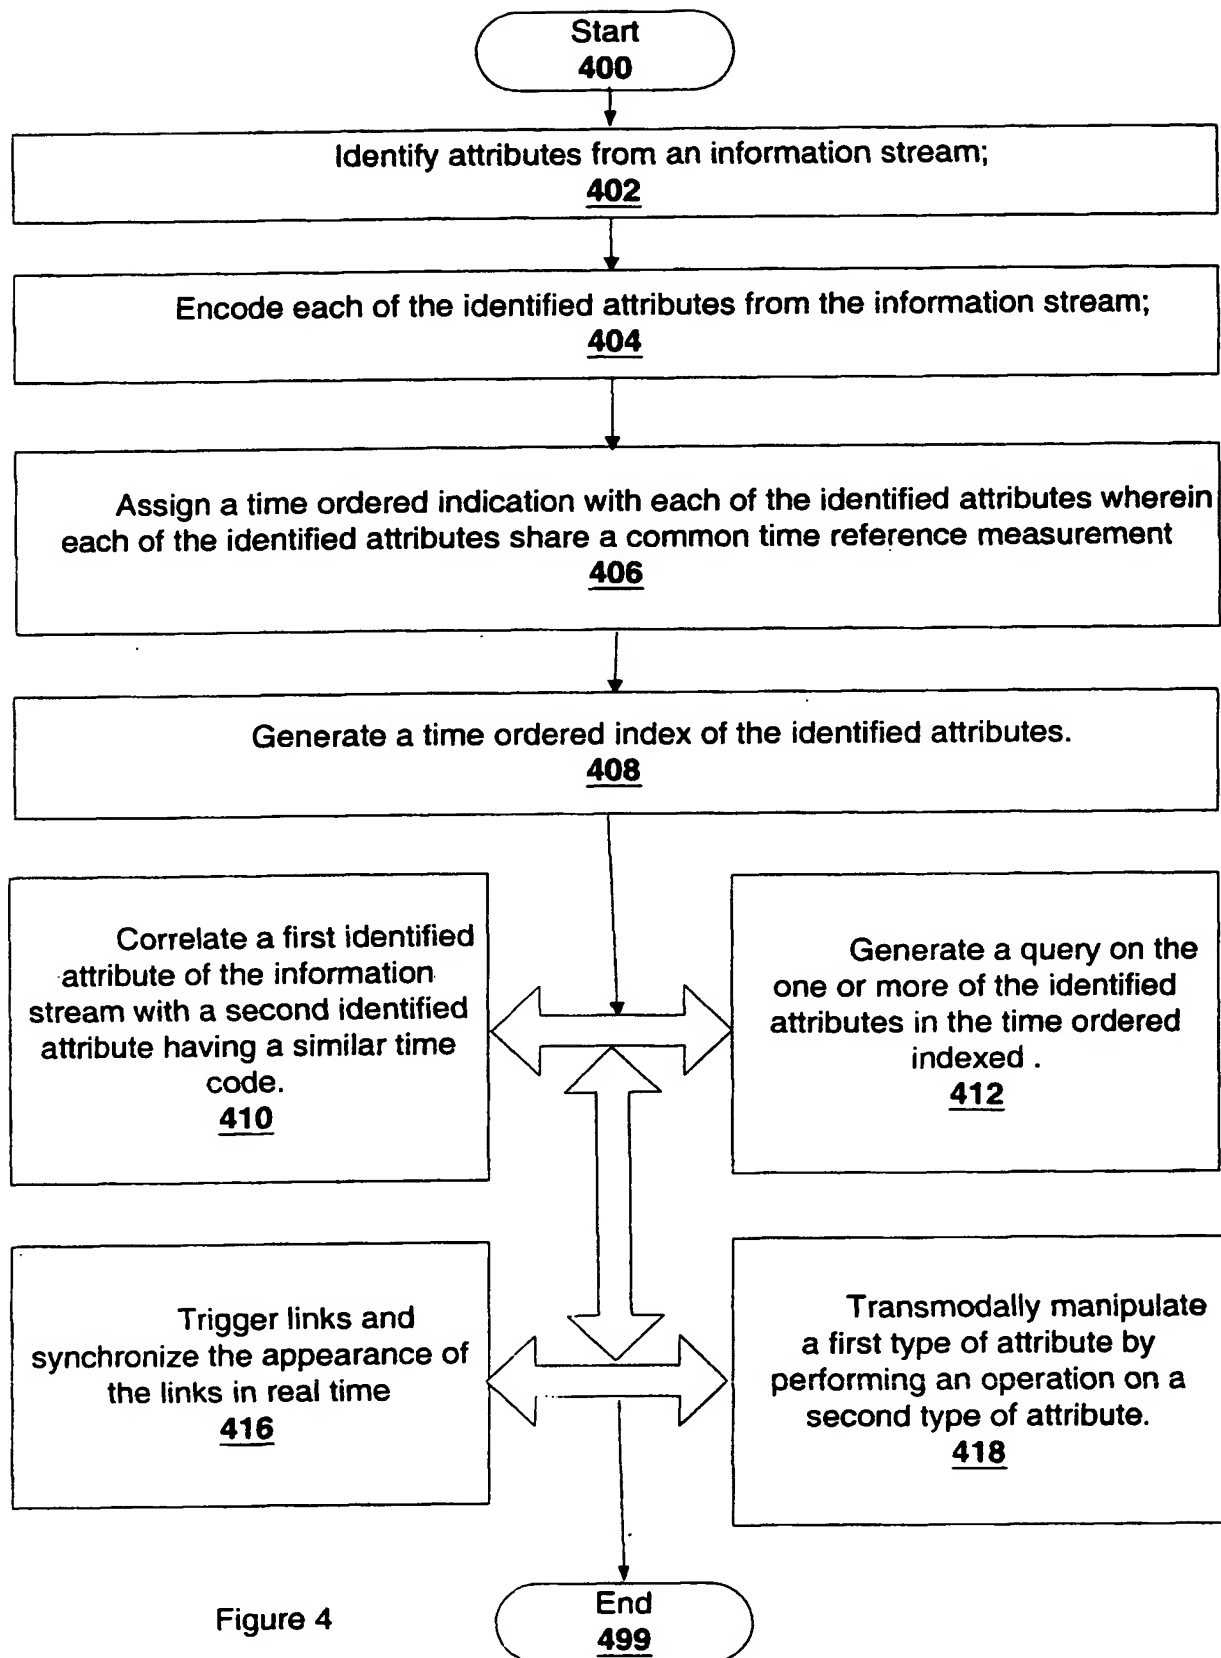 Start
400
Identify attributes from an information stream;
402
Encode each of the identified attributes from the information stream;
404
Assign a time ordered indication with each of the identified attributes wherein
each of the identified attributes share a common time reference measurement
406
Generate a time ordered index of the identified attributes.
408
Correlate a first identified
attribute of the information
stream with a second identified
attribute having a similar time
code.
410
Generate a query on the
one or more of the identified
attributes in the time ordered
indexed .
412
Trigger links and
synchronize the appearance of
the links in real time
416
Transmodally manipulate
a first type of attribute by
performing an operation on a
second type of attribute.
418
End
499
Figure 4